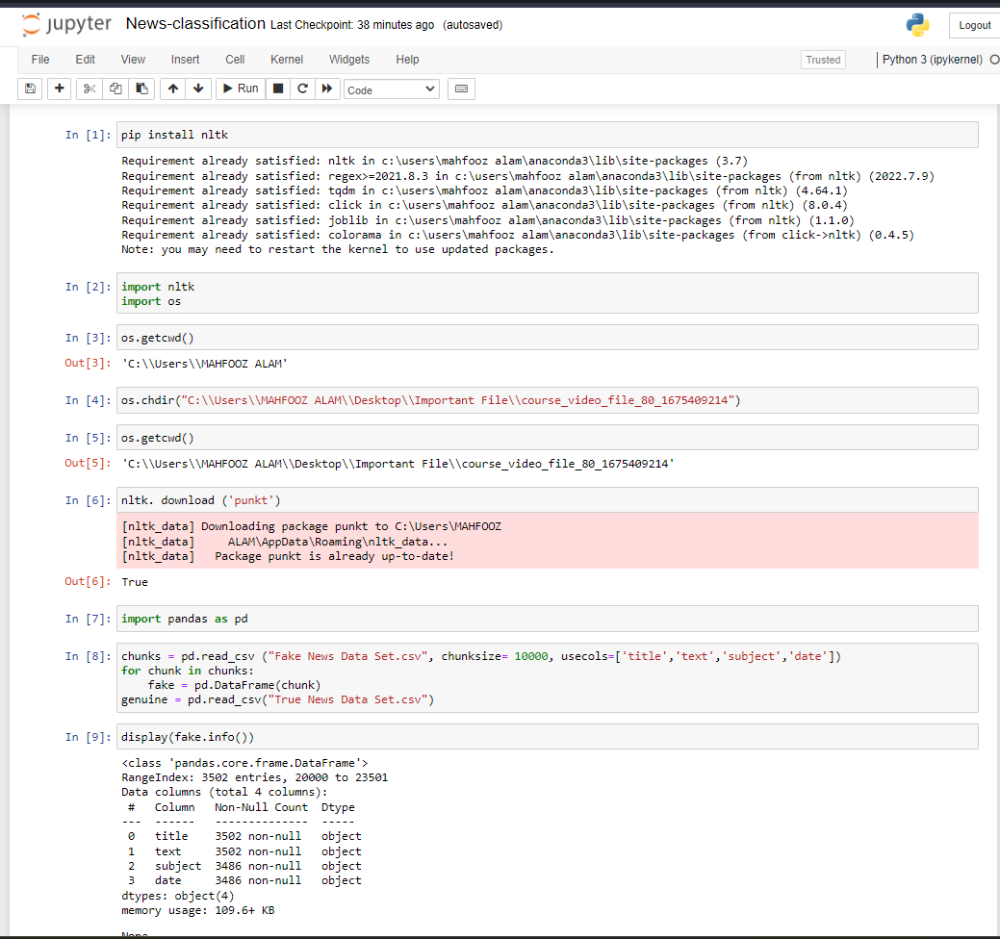 jupyter News-classification Last Checkpoint: 38 minutes ago (autosaved)
Logout
File Edit View Insert Cell Kernel Widgets Help
Trusted
Python 3 (ipykernel)
Run
Code
In [1]: pip install nltk
Requirement already satisfied: nltk in c:\users\mahfooz alam\anaconda3\lib\site-packages (3.7)
Requirement already satisfied: regex>=2021.8.3 in c:\users\mahfooz alam\anaconda3\lib\site-packages (from nltk) (2022.7.9)
Requirement already satisfied: tqdm in c:\users\mahfooz alam\anaconda3\lib\site-packages (from nltk) (4.64.1)
Requirement already satisfied: click in c:\users\mahfooz alam\anaconda3\lib\site-packages (from nltk) (8.0.4)
Requirement already satisfied: joblib in c:\users\mahfooz alam\anaconda3\lib\site-packages (from nltk) (1.1.0)
Requirement already satisfied: colorama in c:\users\mahfooz alam\anaconda3\lib\site-packages (from click->nltk) (0.4.5)
Note: you may need to restart the kernel to use updated packages.
In [2]: import nltk
import os
In [3]: os.getcwd()
Out[3]: 'C:\\Users\\MAHFOOZ ALAM'
In [4]: os.chdir("C:\\Users\\MAHFOOZ ALAM\\Desktop\\Important File\\course_video_file_80_1675409214")
In [5]: os.getcwd()
Out[5]: 'C:\\Users\\MAHFOOZ ALAM\\Desktop\\Important File\\course_video_file_80_1675409214'
In [6]: nltk. download ('punkt')
[nltk_data] Downloading package punkt to C:\Users\MAHFOOZ
[nltk_data]     ALAM\AppData\Roaming\nltk_data...
[nltk_data]   Package punkt is already up-to-date!
Out[6]: True
In [7]: import pandas as pd
In [8]: chunks = pd.read_csv ("Fake News Data Set.csv", chunksize= 10000, usecols=['title','text','subject','date'])
for chunk in chunks:
    fake = pd.DataFrame(chunk)
genuine = pd.read_csv("True News Data Set.csv")
In [9]: display(fake.info())
<class 'pandas.core.frame.DataFrame'>
RangeIndex: 3502 entries, 20000 to 23501
Data columns (total 4 columns):
 #   Column   Non-Null Count  Dtype
---  ------   --------------  -----
 0   title    3502 non-null   object
 1   text     3502 non-null   object
 2   subject  3486 non-null   object
 3   date     3486 non-null   object
dtypes: object(4)
memory usage: 109.6+ KB
None